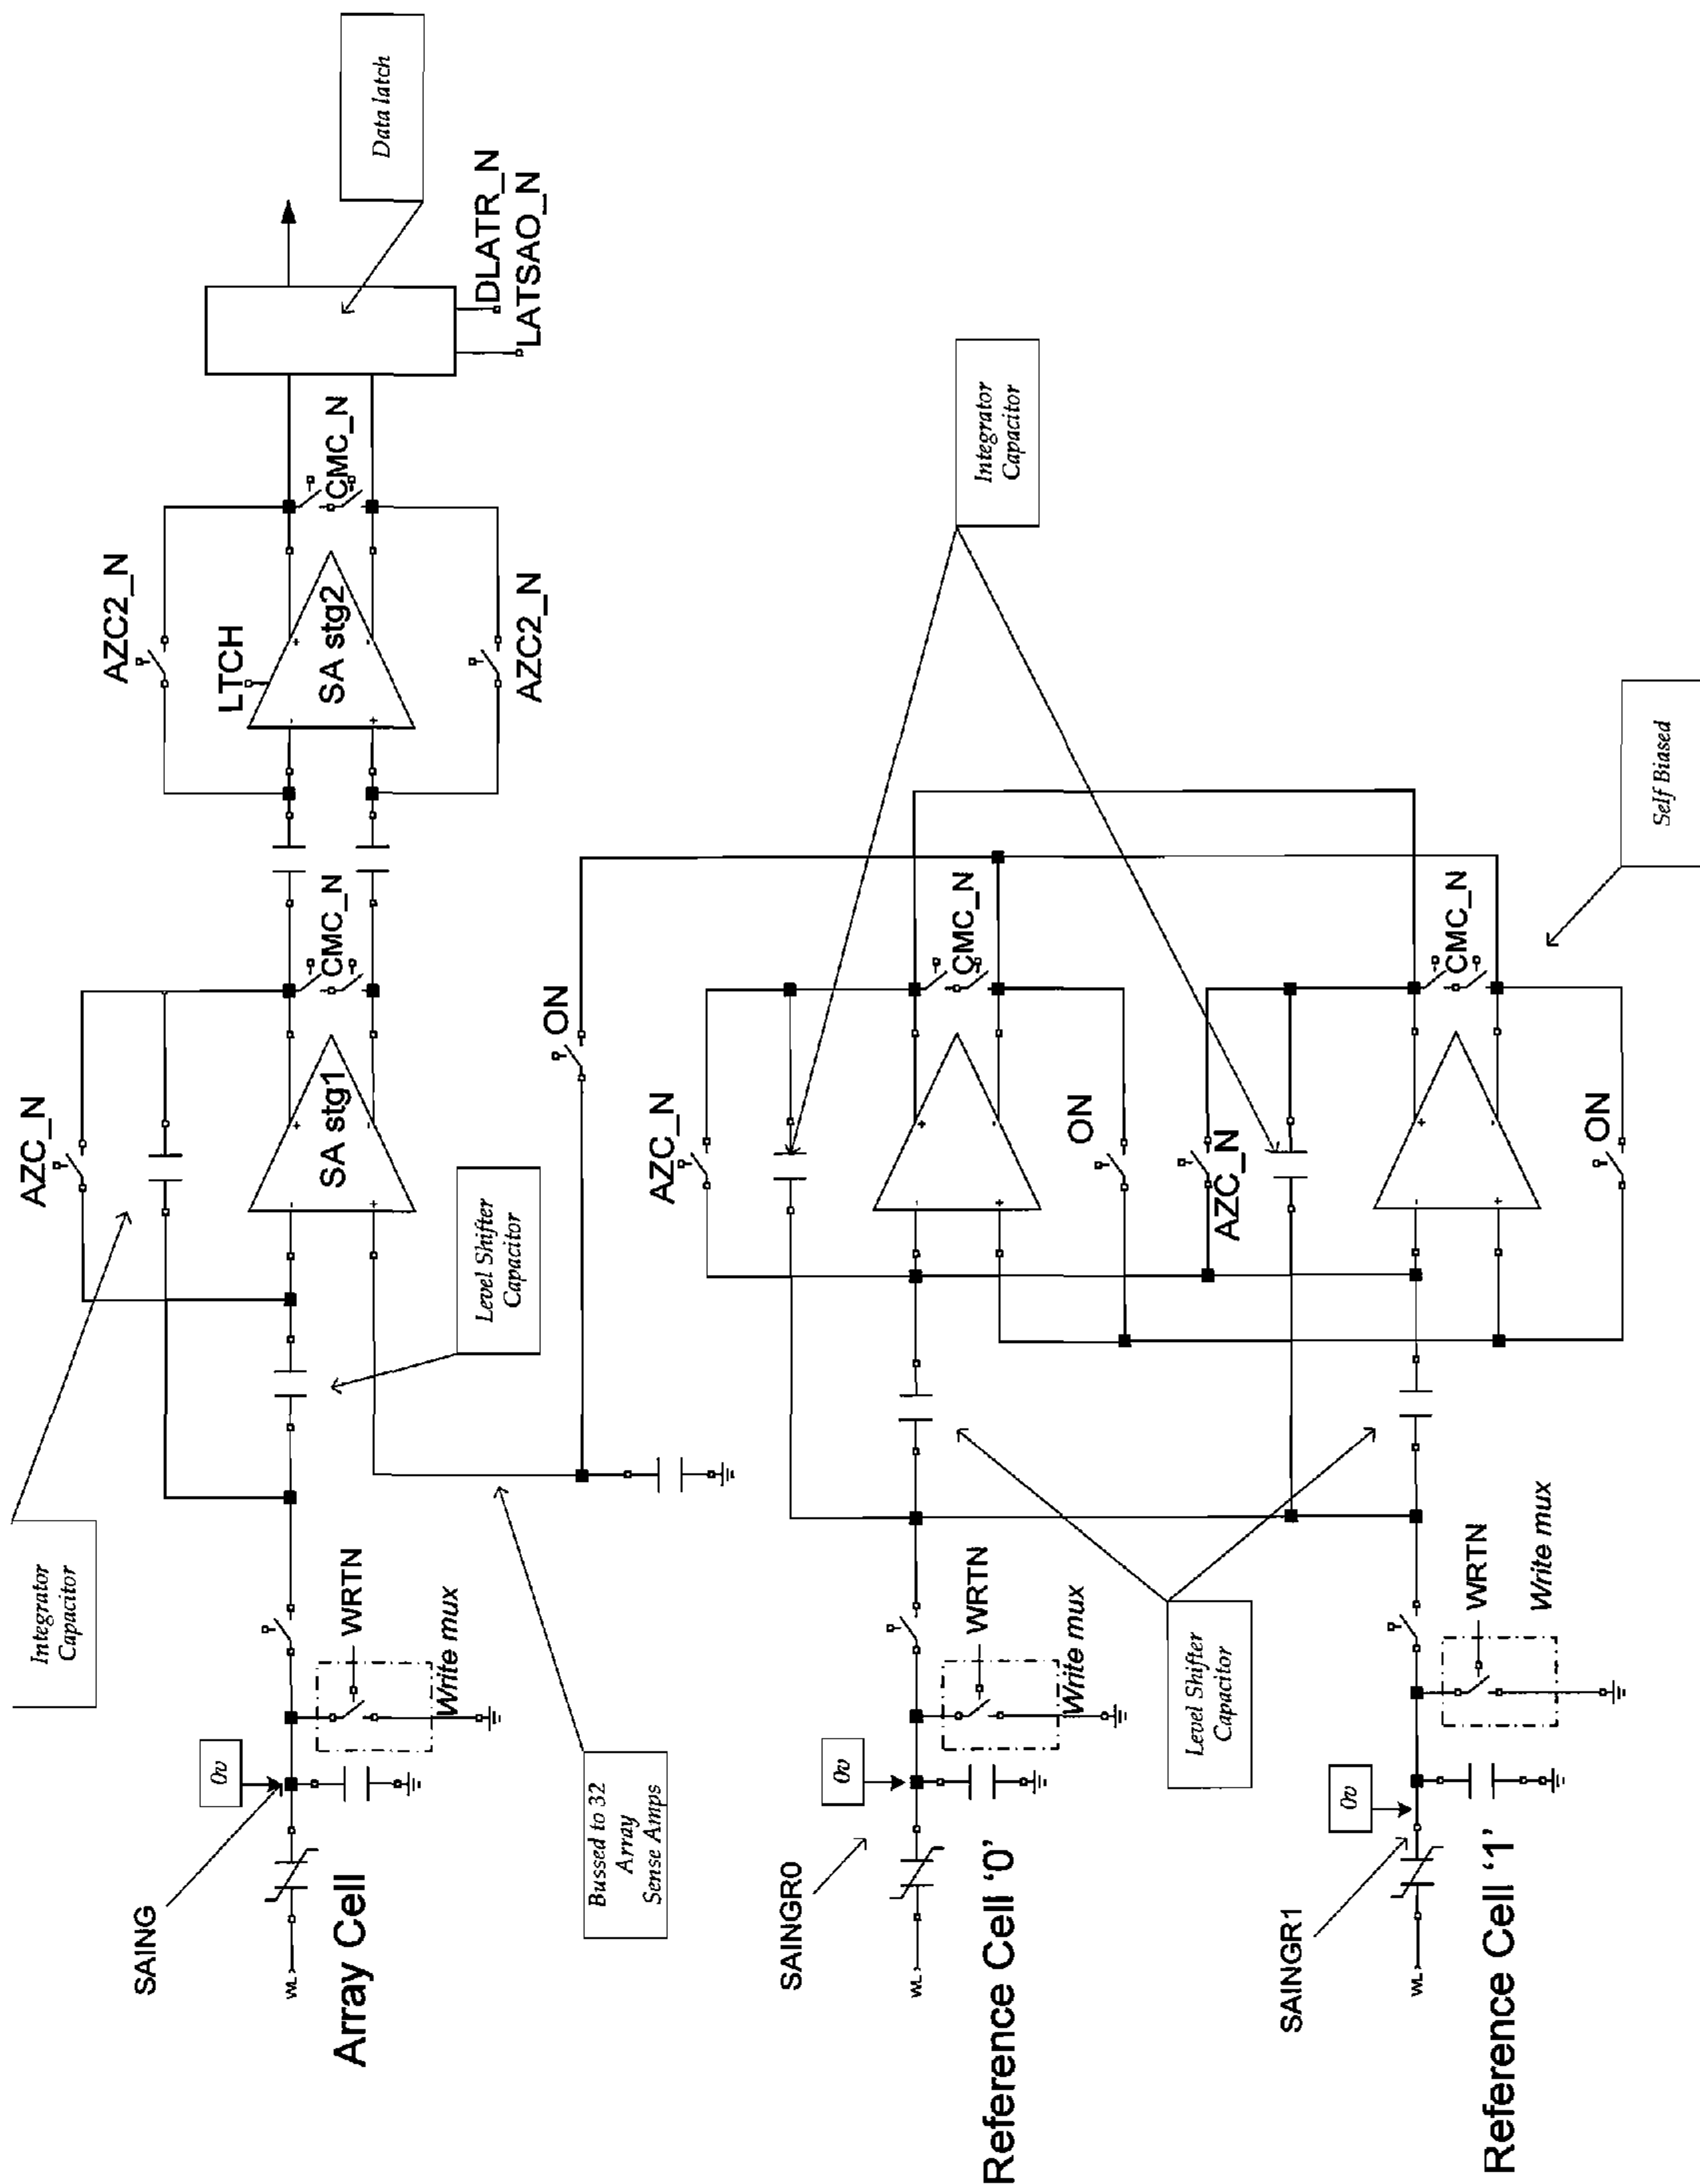 Data latch
DLATR_N
LATSAO_N
CMC_N
AZC2_N
LTCH
SA stg2
AZC2_N
Integrator
Capacitor
CMC_N
AZC_N
SA stg1
ON
Level Shifter
Capacitor
Integrator
Capacitor
WRTN
Write mux
0v
SAING
WL
Array Cell
Bussed to 32
Array
Sense Amps
Self Biased
CMC_N
CMC_N
AZC_N
ON
AZC_N
ON
Level Shifter
Capacitor
WRTN
Write mux
0v
SAINGR0
WL
Reference Cell ‘0’
WRTN
Write mux
0v
SAINGR1
WL
Reference Cell ‘1’
- +
+ -
- +
+ -
- +
+ -
- +
+ -